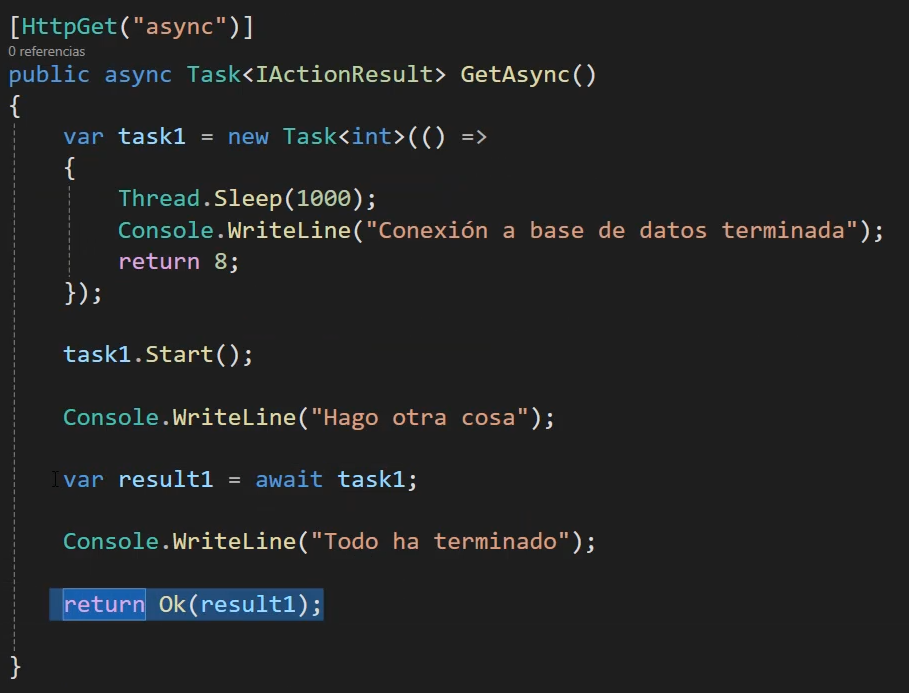 [HttpGet("async")]
0 referencias
public async Task<IActionResult> GetAsync()
{
var task1 = new Task<int>(() =>
{
Thread.Sleep(1000);
Console.WriteLine("Conexión a base de datos terminada");
return 8;
});
task1.Start();
Console.WriteLine("Hago otra cosa");
var result1 = await task1;
Console.WriteLine("Todo ha terminado");
return Ok(result1);
}